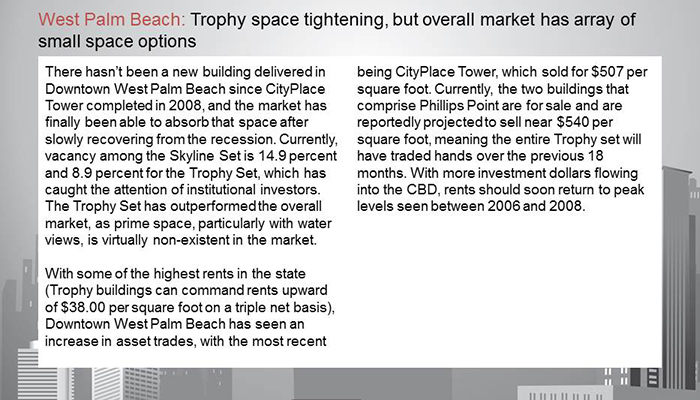 West Palm Beach: Trophy space tightening, but overall market has array of
small space options
There hasn't been a new building delivered in
Downtown West Palm Beach since CityPlace
Tower completed in 2008, and the market has
finally been able to absorb that space after
slowly recovering from the recession. Currently,
vacancy among the Skyline Set is 14.9 percent
and 8.9 percent for the Trophy Set, which has
caught the attention of institutional investors.
The Trophy Set has outperformed the overall
market, as prime space, particularly with water
views, is virtually non-existent in the market.
With some of the highest rents in the state
(Trophy buildings can command rents upward
of $38.00 per square foot on a triple net basis),
Downtown West Palm Beach has seen an
increase in asset trades, with the most recent
being CityPlace Tower, which sold for $507 per
square foot. Currently, the two buildings that
comprise Phillips Point are for sale and are
reportedly projected to sell near $540 per
square foot, meaning the entire Trophy set will
have traded hands over the previous 18
months. With more investment dollars flowing
into the CBD, rents should soon return to peak
levels seen between 2006 and 2008.